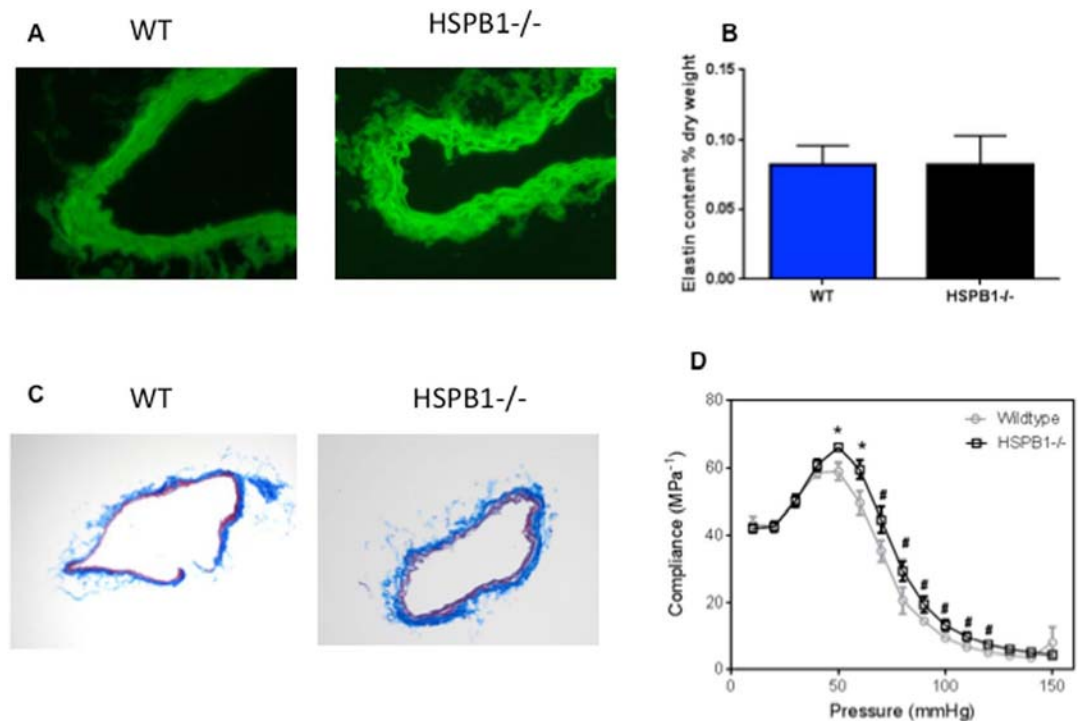 A
WT
HSPB1-/-
B
Elastin content % dry weight
0.15
0.10
0.05
0.00
WT
HSPB1-/-
C
WT
HSPB1-/-
D
Compliance (MPa⁻¹)
80
60
40
20
0
Wildtype
HSPB1-/-
* *
# # # # # #
0 50 100 150
Pressure (mmHg)